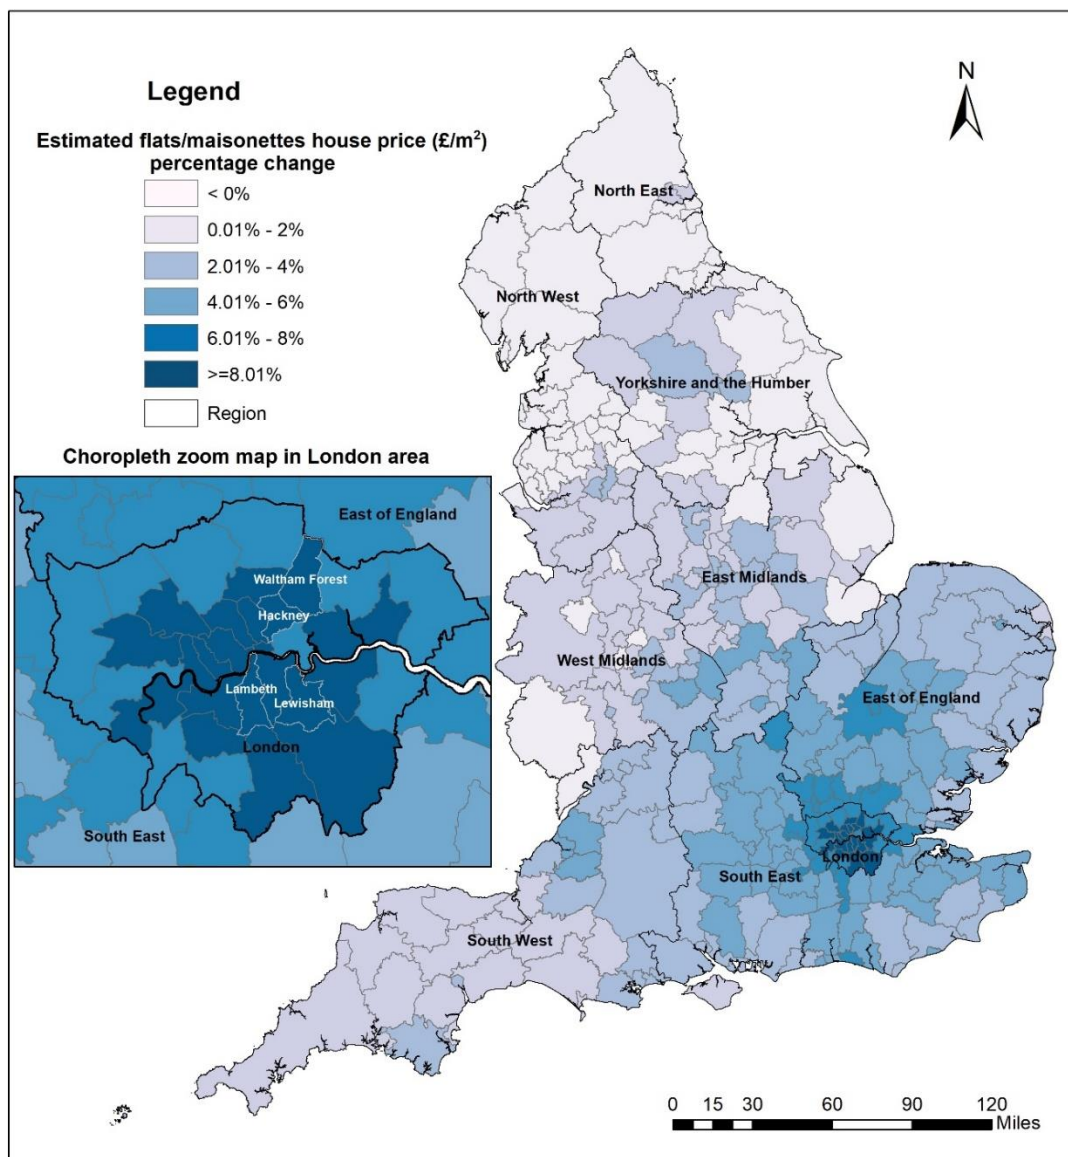 Legend
N
Estimated flats/maisonettes house price (£/m²)
percentage change
< 0%
0.01% - 2%
2.01% - 4%
4.01% - 6%
6.01% - 8%
>=8.01%
Region
North East
North West
Yorkshire and the Humber
East Midlands
West Midlands
East of England
London
South East
South West
Choropleth zoom map in London area
East of England
Waltham Forest
Hackney
Lambeth
Lewisham
London
South East
0 15 30 60 90 120
Miles